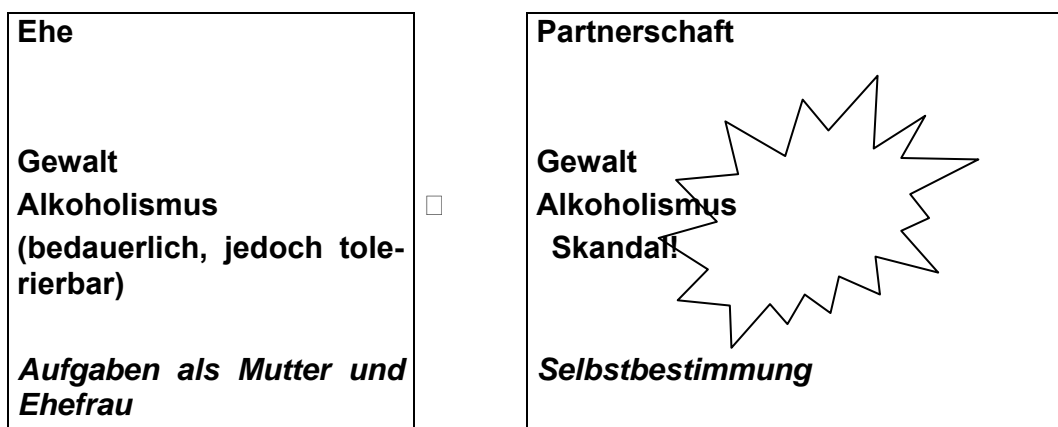 Ehe
Gewalt
Alkoholismus
(bedauerlich, jedoch tole-
rierbar)
Aufgaben als Mutter und
Ehefrau
Partnerschaft
Gewalt
Alkoholismus
Skandal!
Selbstbestimmung